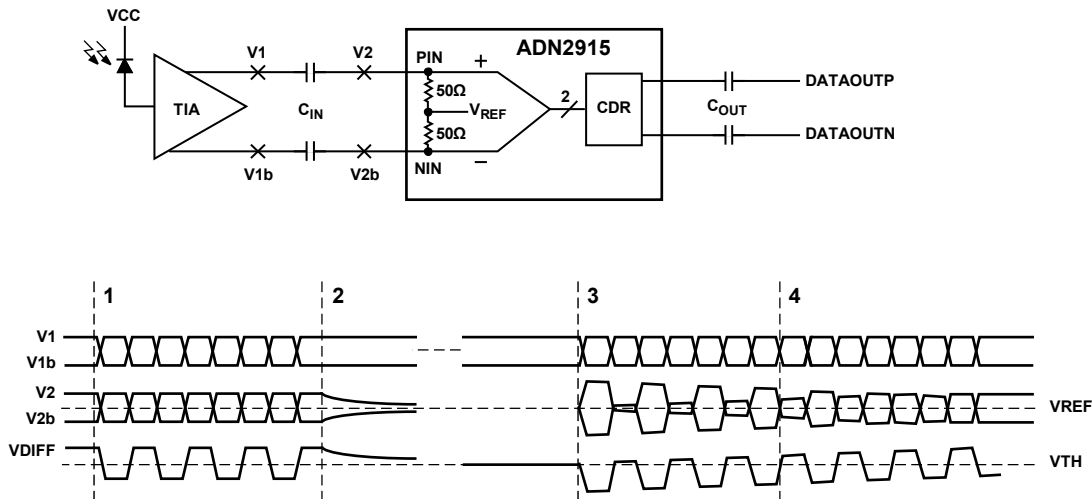 VCC
V1
V2
ADN2915
PIN
+
50Ω
TIA
CIN
VREF
2
CDR
COUT
DATAOUTP
50Ω
DATAOUTN
V1b
V2b
NIN
−
1
2
3
4
V1
V1b
V2
V2b
VREF
VDIFF
VTH